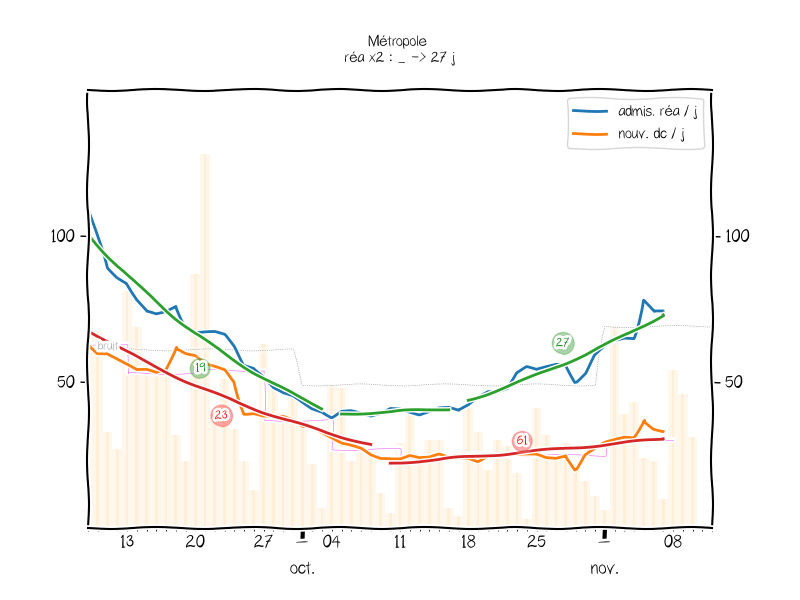 Métropole
réa x2 : _ -> 27 j
admis. réa / j
nouv. dc / j
100
100
bruit
27
19
23
61
50
50
13 20 27 04 11 18 25 08
oct. nov.